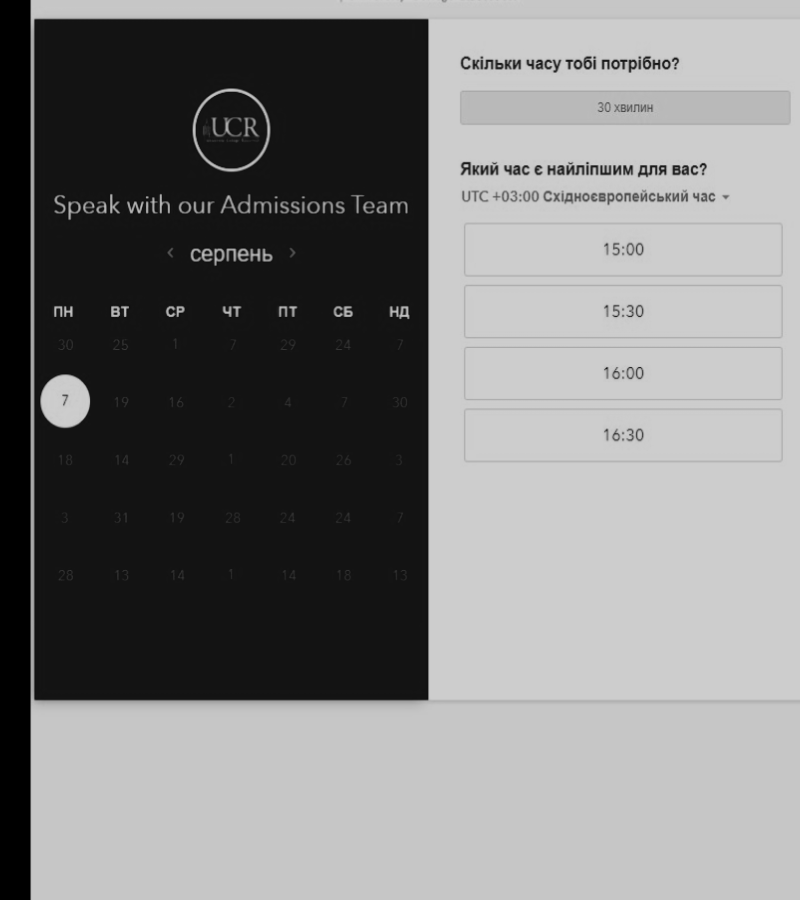 UCR
Speak with our Admissions Team
‹ серпень ›
ПН ВТ СР ЧТ ПТ СБ НД
30 25 1 7 29 24 7
7 19 16 2 4 7 30
18 14 29 1 20 26 3
3 31 19 28 24 24 7
28 13 14 1 14 18 13
Скільки часу тобі потрібно?
30 хвилин
Який час є найліпшим для вас?
UTC +03:00 Східноєвропейський час
15:00
15:30
16:00
16:30